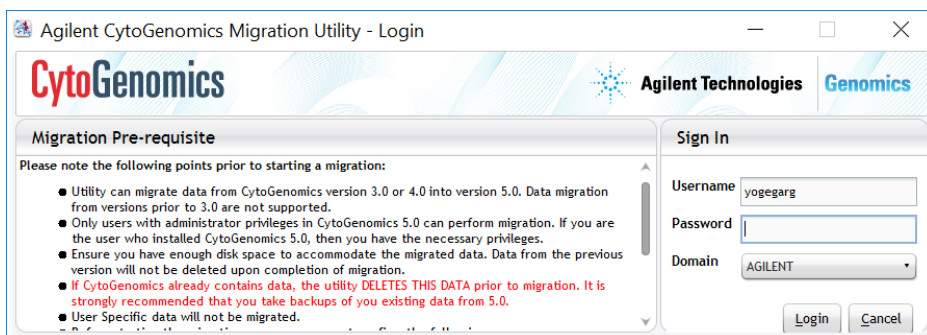 Agilent CytoGenomics Migration Utility - Login
CytoGenomics
Agilent Technologies
Genomics
Migration Pre-requisite
Please note the following points prior to starting a migration:
● Utility can migrate data from CytoGenomics version 3.0 or 4.0 into version 5.0. Data migration
from versions prior to 3.0 are not supported.
● Only users with administrator privileges in CytoGenomics 5.0 can perform migration. If you are
the user who installed CytoGenomics 5.0, then you have the necessary privileges.
● Ensure you have enough disk space to accommodate the migrated data. Data from the previous
version will not be deleted upon completion of migration.
● If CytoGenomics already contains data, the utility DELETES THIS DATA prior to migration. It is
strongly recommended that you take backups of you existing data from 5.0.
● User Specific data will not be migrated.
Sign In
Username yogegarg
Password
Domain AGILENT
Login Cancel